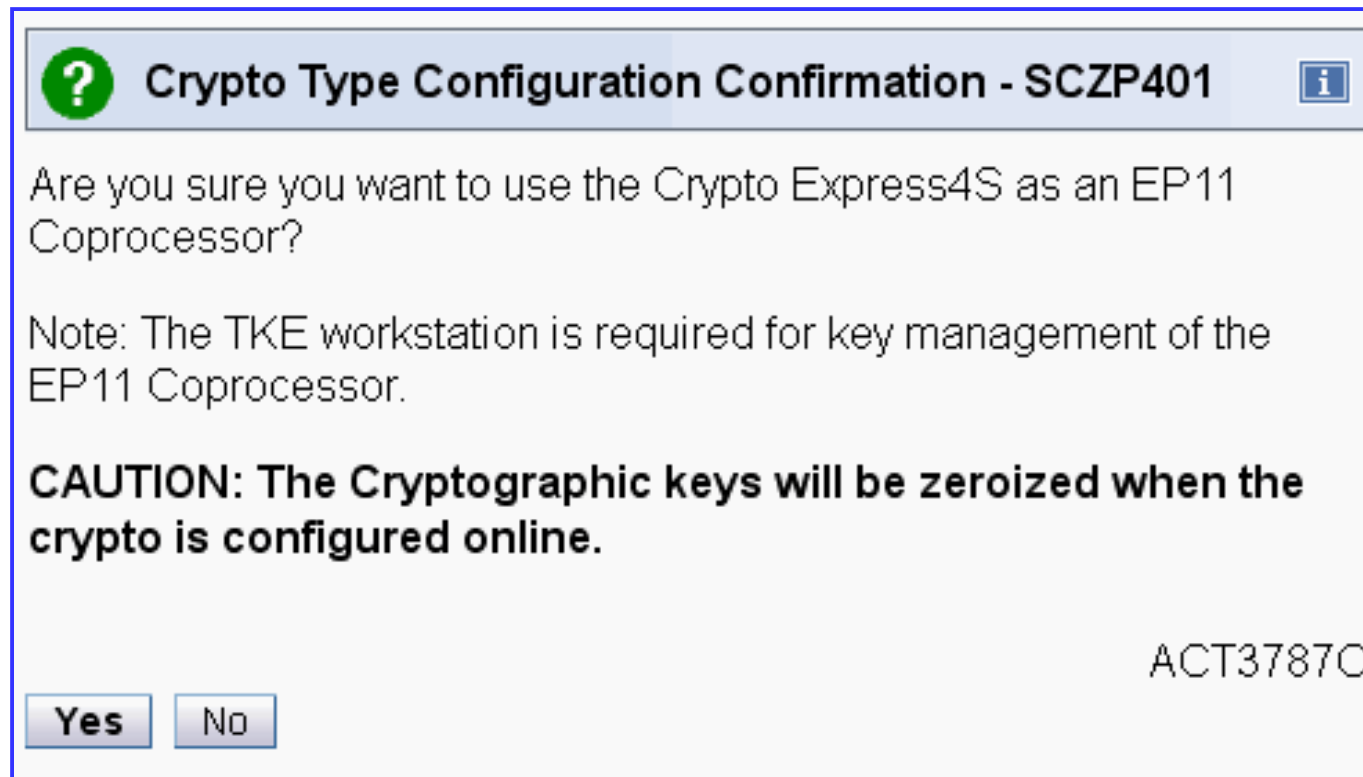 Crypto Type Configuration Confirmation - SCZP401
Are you sure you want to use the Crypto Express4S as an EP11
Coprocessor?
Note: The TKE workstation is required for key management of the
EP11 Coprocessor.
CAUTION: The Cryptographic keys will be zeroized when the
crypto is configured online.
ACT3787C
Yes No